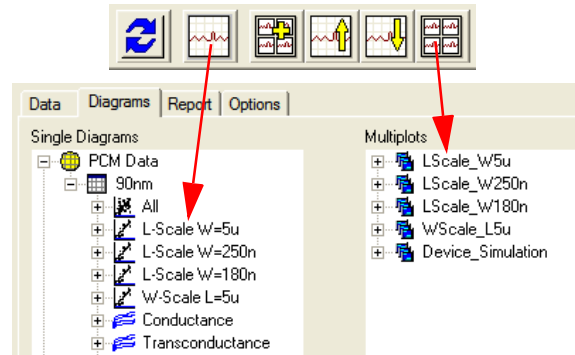 Data Diagrams Report Options
Single Diagrams
PCM Data
90nm
All
L-Scale W=5u
L-Scale W=250n
L-Scale W=180n
W-Scale L=5u
Conductance
Transconductance
Multiplots
LScale_W5u
LScale_W250n
LScale_W180n
WScale_L5u
Device_Simulation